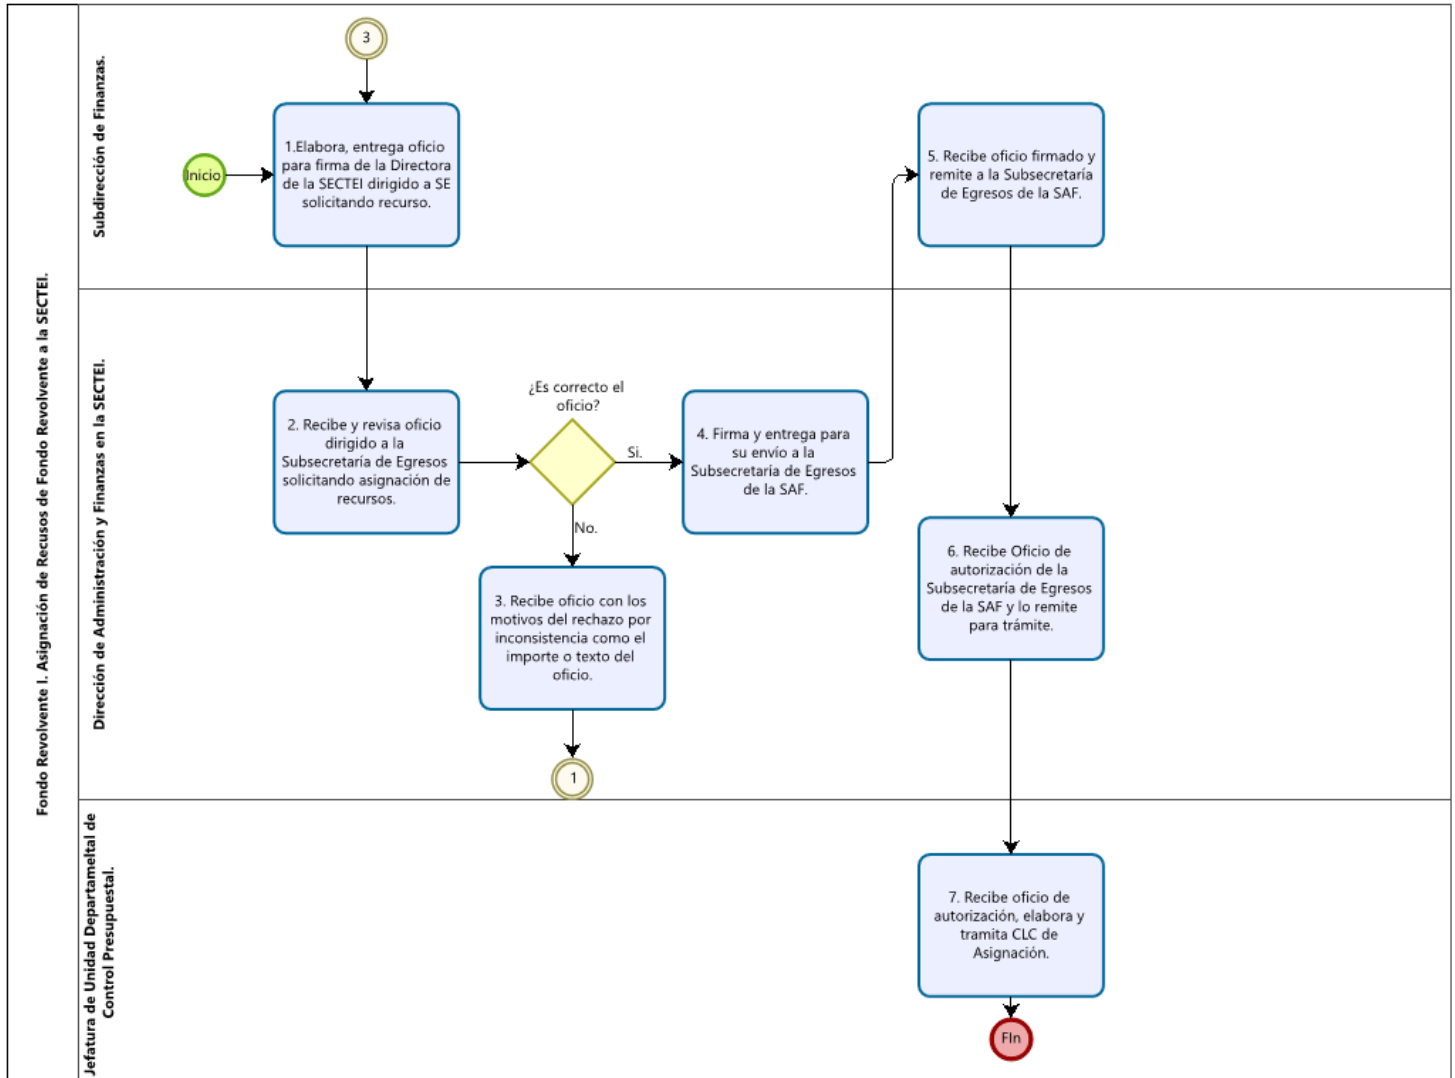 Fondo Revolvente I. Asignación de Recusos de Fondo Revolvente a la SECTEI.
Subdirección de Finanzas.
3
Inicio
1.Elabora, entrega oficio
para firma de la Directora
de la SECTEI dirigido a SE
solicitando recurso.
5. Recibe oficio firmado y
remite a la Subsecretaría
de Egresos de la SAF.
Dirección de Administración y Finanzas en la SECTEI.
2. Recibe y revisa oficio
dirigido a la
Subsecretaría de Egresos
solicitando asignación de
recursos.
¿Es correcto el
oficio?
Si.
No.
4. Firma y entrega para
su envío a la
Subsecretaría de Egresos
de la SAF.
3. Recibe oficio con los
motivos del rechazo por
inconsistencia como el
importe o texto del
oficio.
1
6. Recibe Oficio de
autorización de la
Subsecretaría de Egresos
de la SAF y lo remite
para trámite.
Jefatura de Unidad Departameltal de
Control Presupuestal.
7. Recibe oficio de
autorización, elabora y
tramita CLC de
Asignación.
FIn